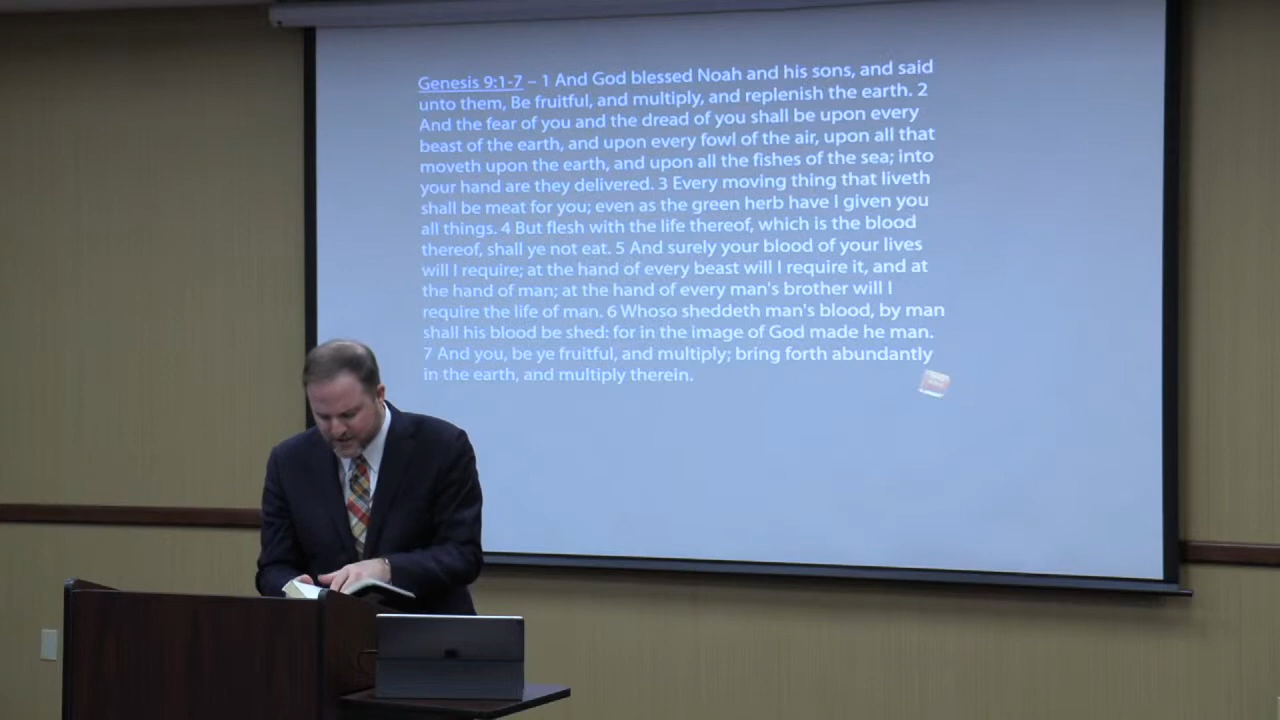 Genesis 9:1-7 – 1 And God blessed Noah and his sons, and said
unto them, Be fruitful, and multiply, and replenish the earth. 2
And the fear of you and the dread of you shall be upon every
beast of the earth, and upon every fowl of the air, upon all that
moveth upon the earth, and upon all the fishes of the sea; into
your hand are they delivered. 3 Every moving thing that liveth
shall be meat for you; even as the green herb have I given you
all things. 4 But flesh with the life thereof, which is the blood
thereof, shall ye not eat. 5 And surely your blood of your lives
will I require; at the hand of every beast will I require it, and at
the hand of man; at the hand of every man's brother will I
require the life of man. 6 Whoso sheddeth man's blood, by man
shall his blood be shed: for in the image of God made he man.
7 And you, be ye fruitful, and multiply; bring forth abundantly
in the earth, and multiply therein.